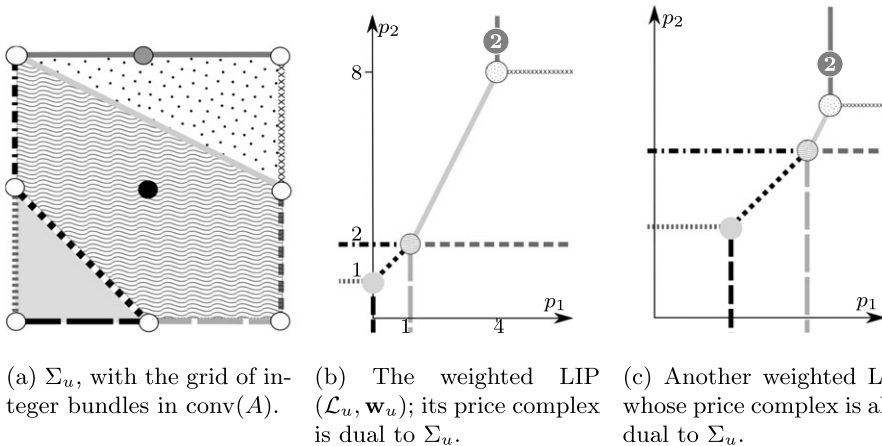 p₂
2
8
2
1
1
4
p₁
p₂
2
p₁
(a) Σᵤ, with the grid of in-
teger bundles in conv(A).
(b) The weighted LIP
(ℒᵤ, 𝐰ᵤ); its price complex
is dual to Σᵤ.
(c) Another weighted L
whose price complex is al
dual to Σᵤ.